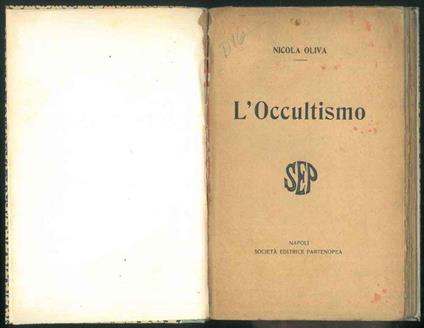 NICOLA OLIVA
L'Occultismo
SEP
NAPOLI
SOCIETÀ EDITRICE PARTENOPEA